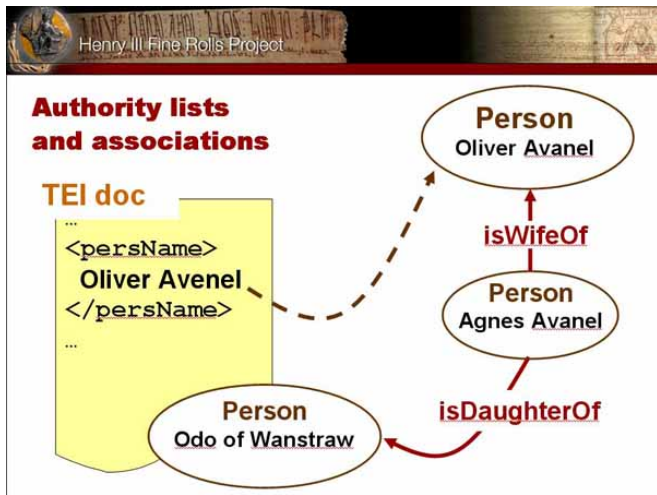 Henry III Fine Rolls Project
Authority lists
and associations
TEI doc
...
<persName>
Oliver Avenel
</persName>
...
Person
Oliver Avanel
isWifeOf
Person
Agnes Avanel
isDaughterOf
Person
Odo of Wanstraw